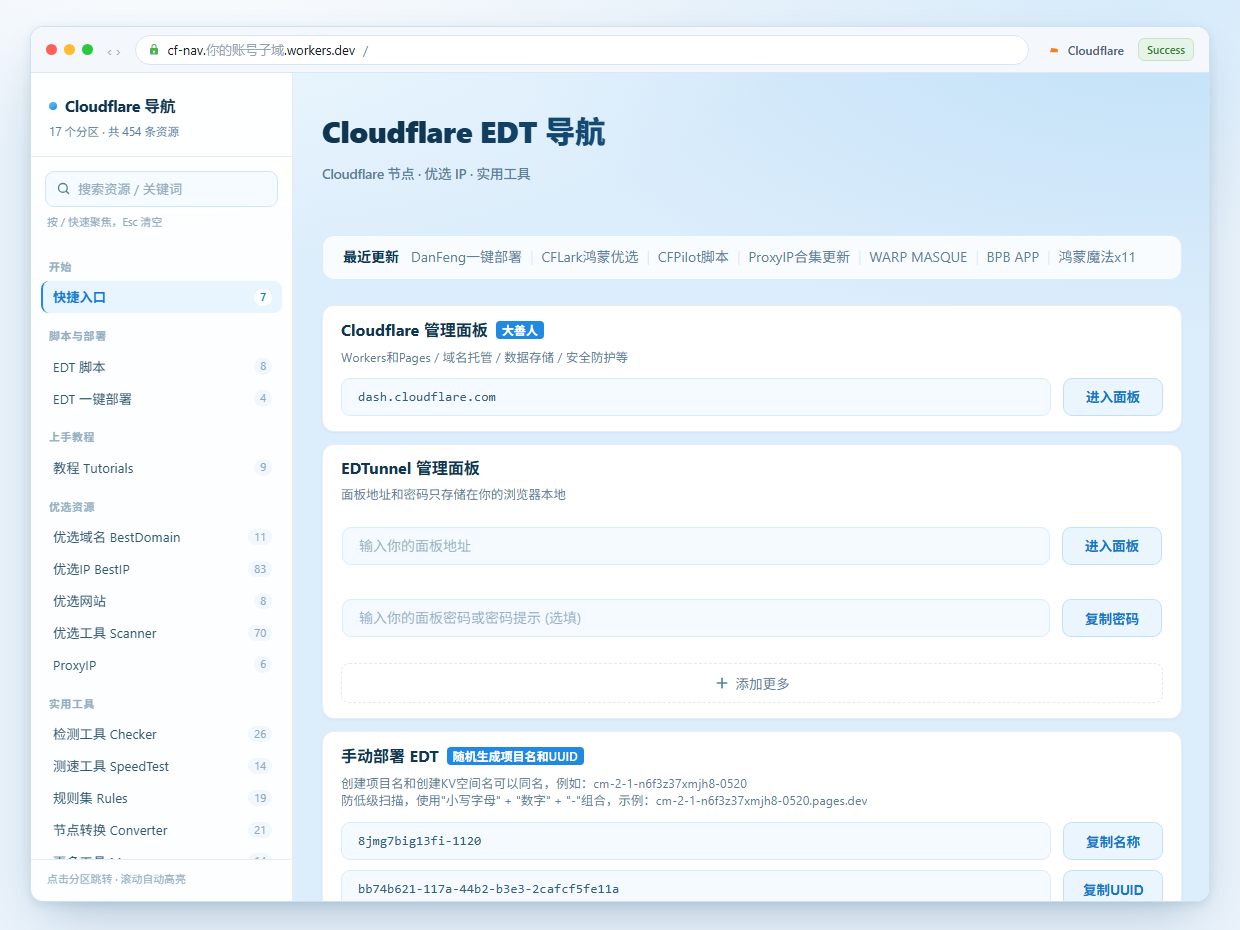 cf-nav.你的账号子域.workers.dev /
Cloudflare
Success
Cloudflare 导航
17 个分区 · 共 454 条资源
搜索资源 / 关键词
按 / 快速聚焦，Esc 清空
开始
快捷入口 7
脚本与部署
EDT 脚本 8
EDT 一键部署 4
上手教程
教程 Tutorials 9
优选资源
优选域名 BestDomain 11
优选IP BestIP 83
优选网站 8
优选工具 Scanner 70
ProxyIP 6
实用工具
检测工具 Checker 26
测速工具 SpeedTest 14
规则集 Rules 19
节点转换 Converter 21
点击分区跳转 · 滚动自动高亮
Cloudflare EDT 导航
Cloudflare 节点 · 优选 IP · 实用工具
最近更新 DanFeng一键部署 CFLark鸿蒙优选 CFPilot脚本 ProxyIP合集更新 WARP MASQUE BPB APP 鸿蒙魔法x11
Cloudflare 管理面板 大善人
Workers和Pages / 域名托管 / 数据存储 / 安全防护等
dash.cloudflare.com 进入面板
EDTunnel 管理面板
面板地址和密码只存储在你的浏览器本地
输入你的面板地址 进入面板
输入你的面板密码或密码提示 (选填) 复制密码
+ 添加更多
手动部署 EDT 随机生成项目名和UUID
创建项目名和创建KV空间名可以同名，例如：cm-2-1-n6f3z37xmjh8-0520
防低级扫描，使用"小写字母" + "数字" + "-"组合，示例：cm-2-1-n6f3z37xmjh8-0520.pages.dev
8jmg7big13fi-1120 复制名称
bb74b621-117a-44b2-b3e3-2cafcf5fe11a 复制UUID